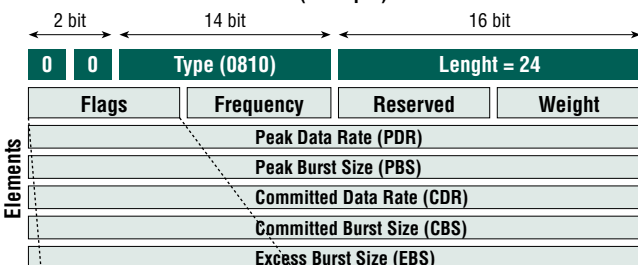 2 bit 14 bit 16 bit
0 0 Type (0810) Lenght = 24
Flags Frequency Reserved Weight
Peak Data Rate (PDR)
Peak Burst Size (PBS)
Committed Data Rate (CDR)
Committed Burst Size (CBS)
Excess Burst Size (EBS)
Elements